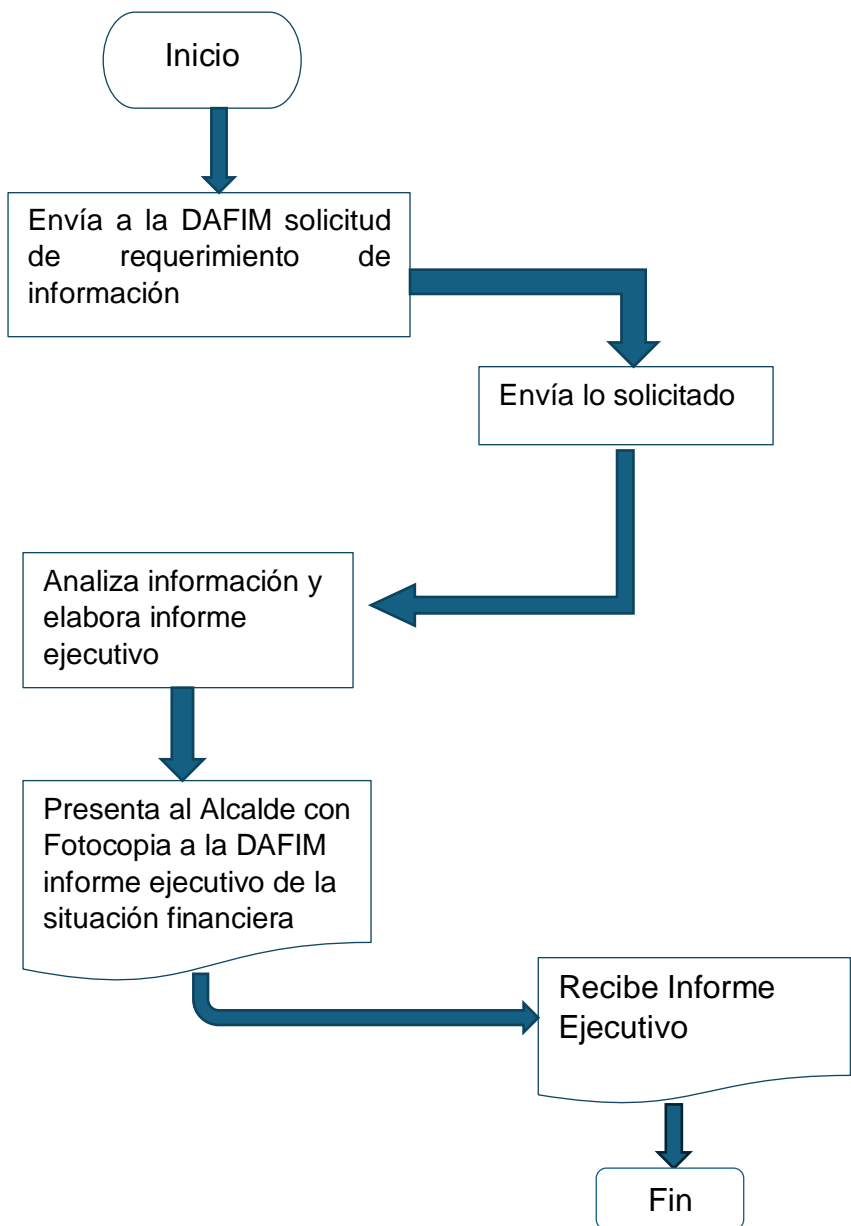 Inicio
Envía a la DAFIM solicitud
de requerimiento de
información
Envía lo solicitado
Analiza información y
elabora informe
ejecutivo
Presenta al Alcalde con
Fotocopia a la DAFIM
informe ejecutivo de la
situación financiera
Recibe Informe
Ejecutivo
Fin